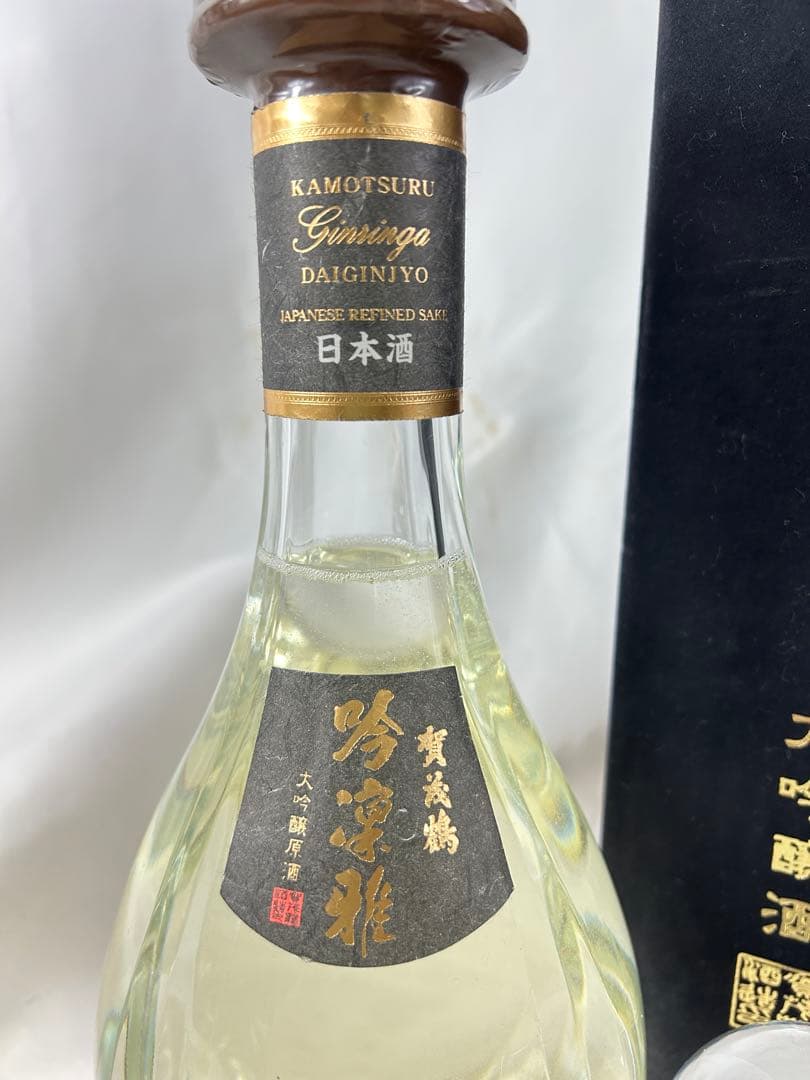 KAMOTSURU
Ginringa
DAIGINJYO
JAPANESE REFINED SAKE
日本酒
賀茂鶴
吟凛雅
大吟醸原酒
大吟醸酒